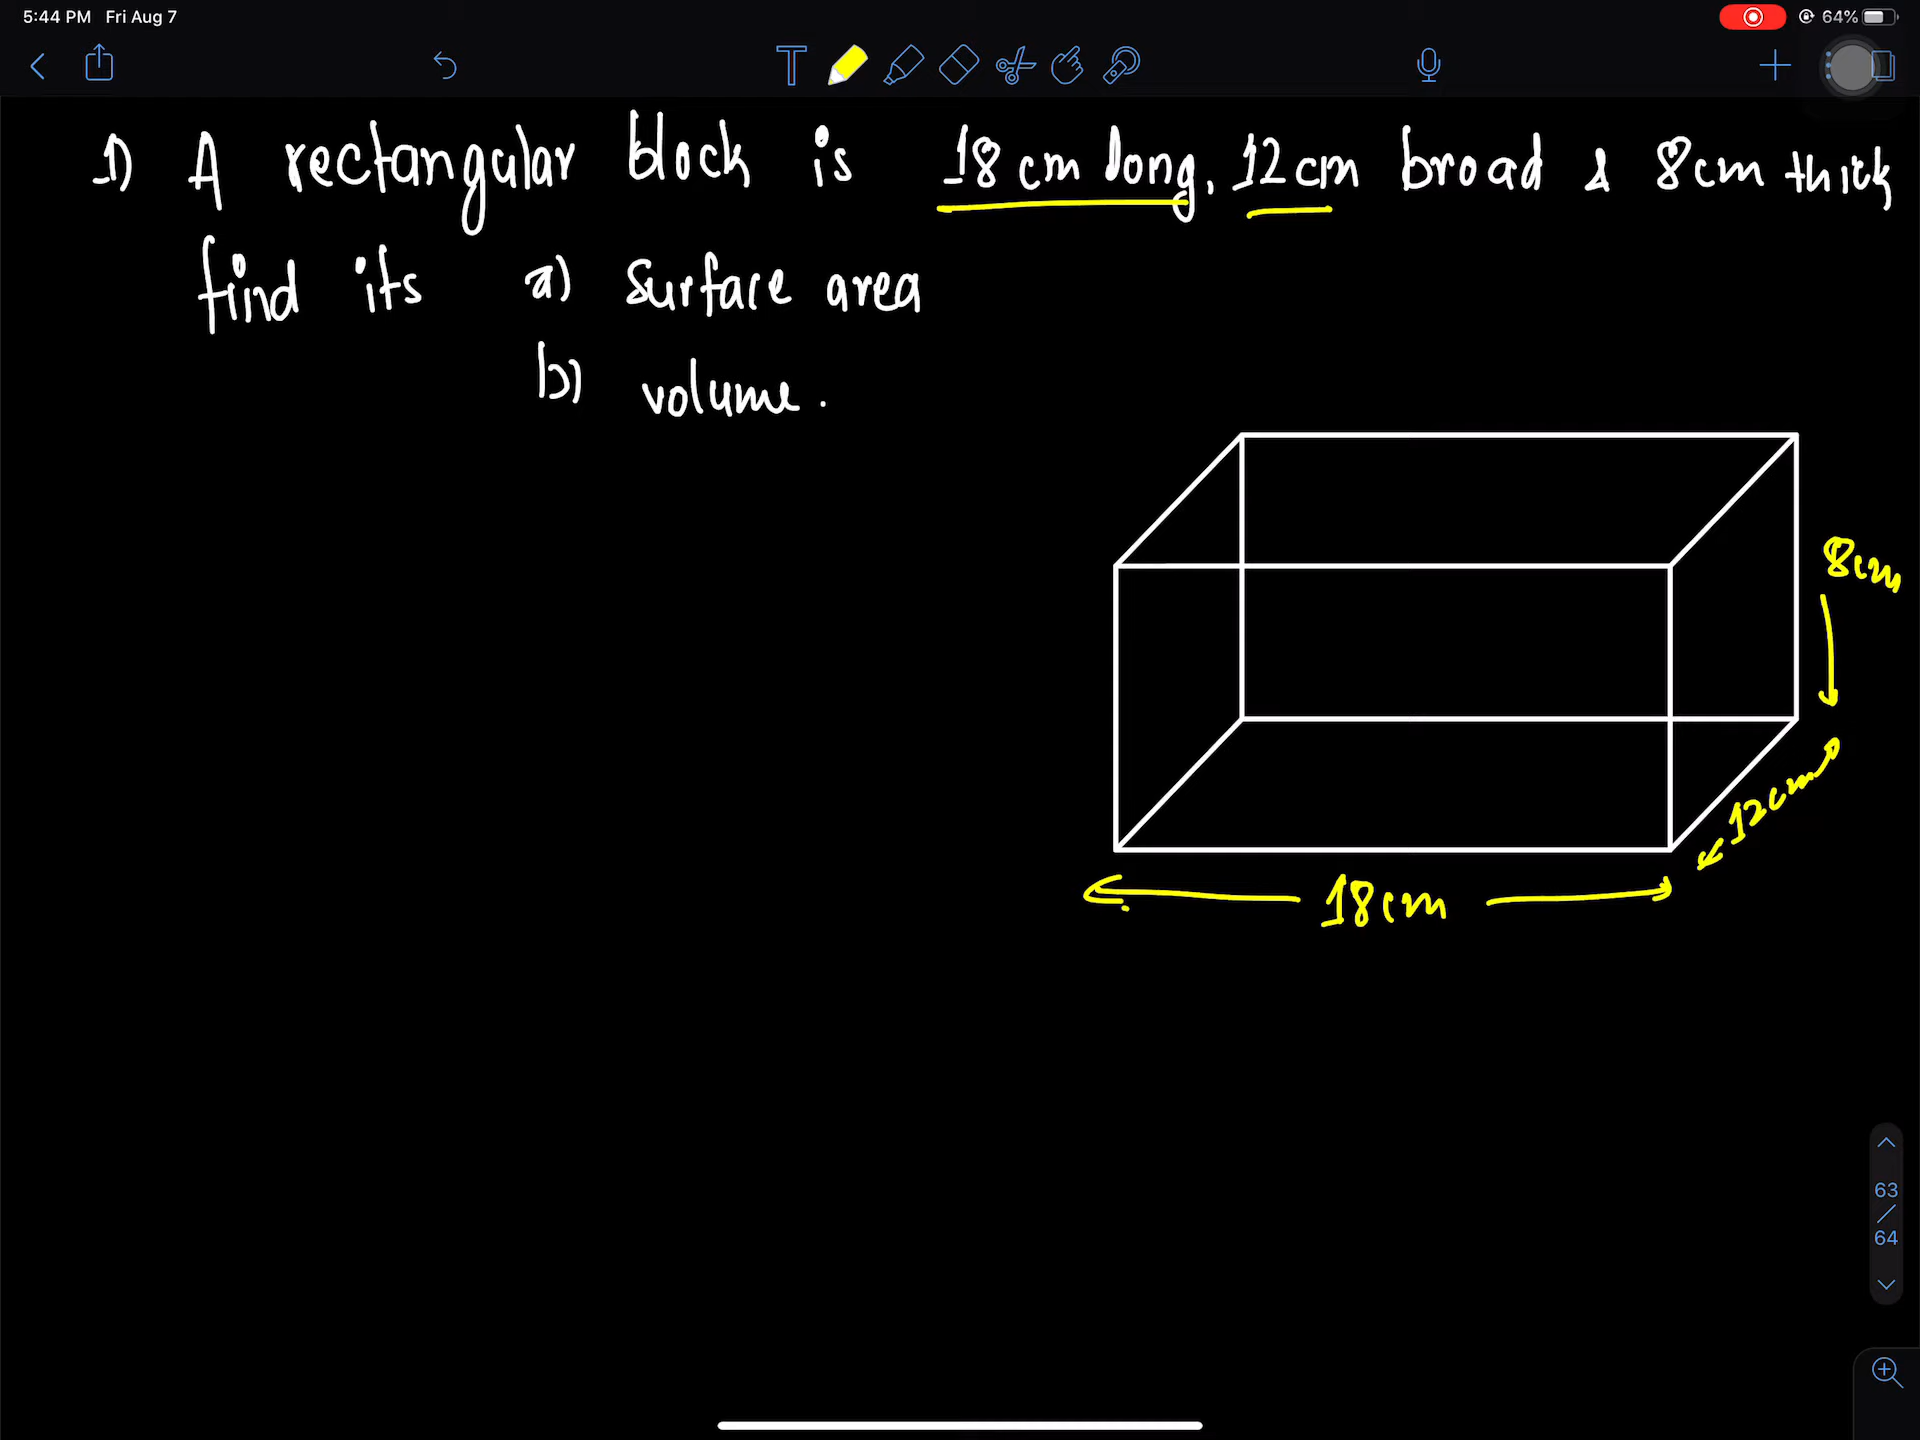 5:44 PM Fri Aug 7
64%
T
1) A rectangular block is 18 cm long, 12 cm broad & 8cm thick
find its a) surface area
b) volume.
8cm
12cm
18cm
63
/
64